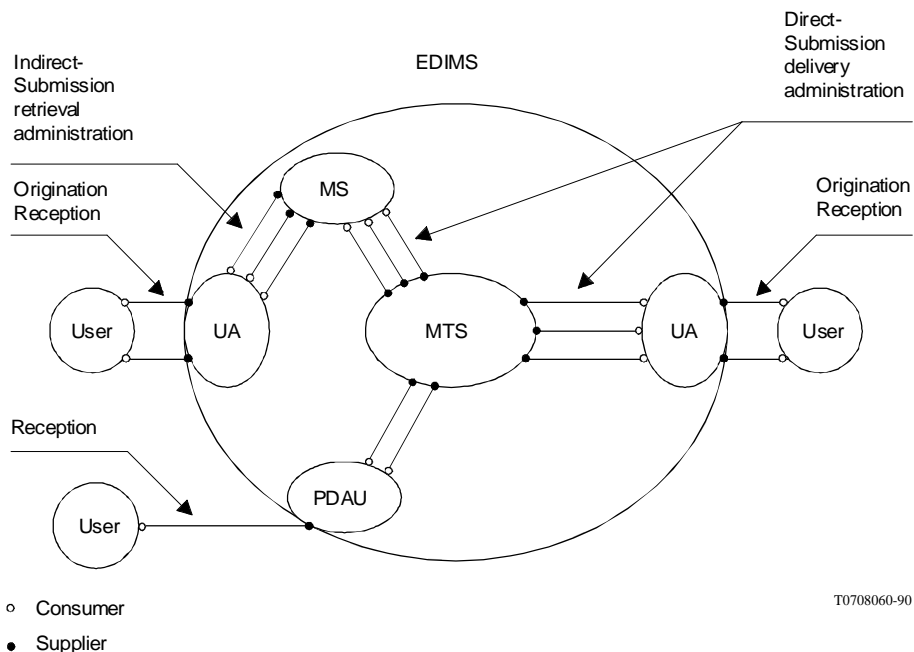 Indirect-
Submission
retrieval
administration
EDIMS
Direct-
Submission
delivery
administration
Origination
Reception
MS
Origination
Reception
User
UA
MTS
UA
User
Reception
PDAU
User
Consumer
Supplier
T0708060-90